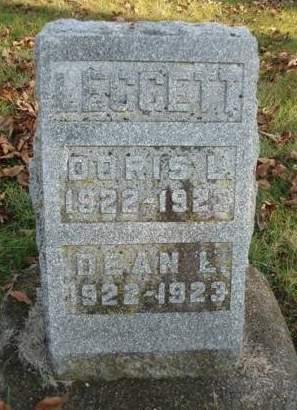 LEGGETT
DORIS L.
1922-1923
DEAN L.
1922-1923